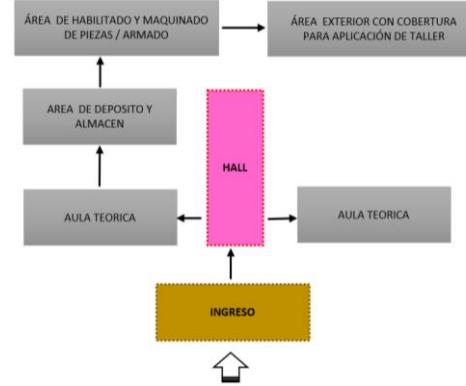 ÁREA DE HABILITADO Y MAQUINADO
DE PIEZAS / ARMADO
ÁREA EXTERIOR CON COBERTURA
PARA APLICACIÓN DE TALLER
AREA DE DEPOSITO Y
ALMACEN
HALL
AULA TEORICA
AULA TEORICA
INGRESO